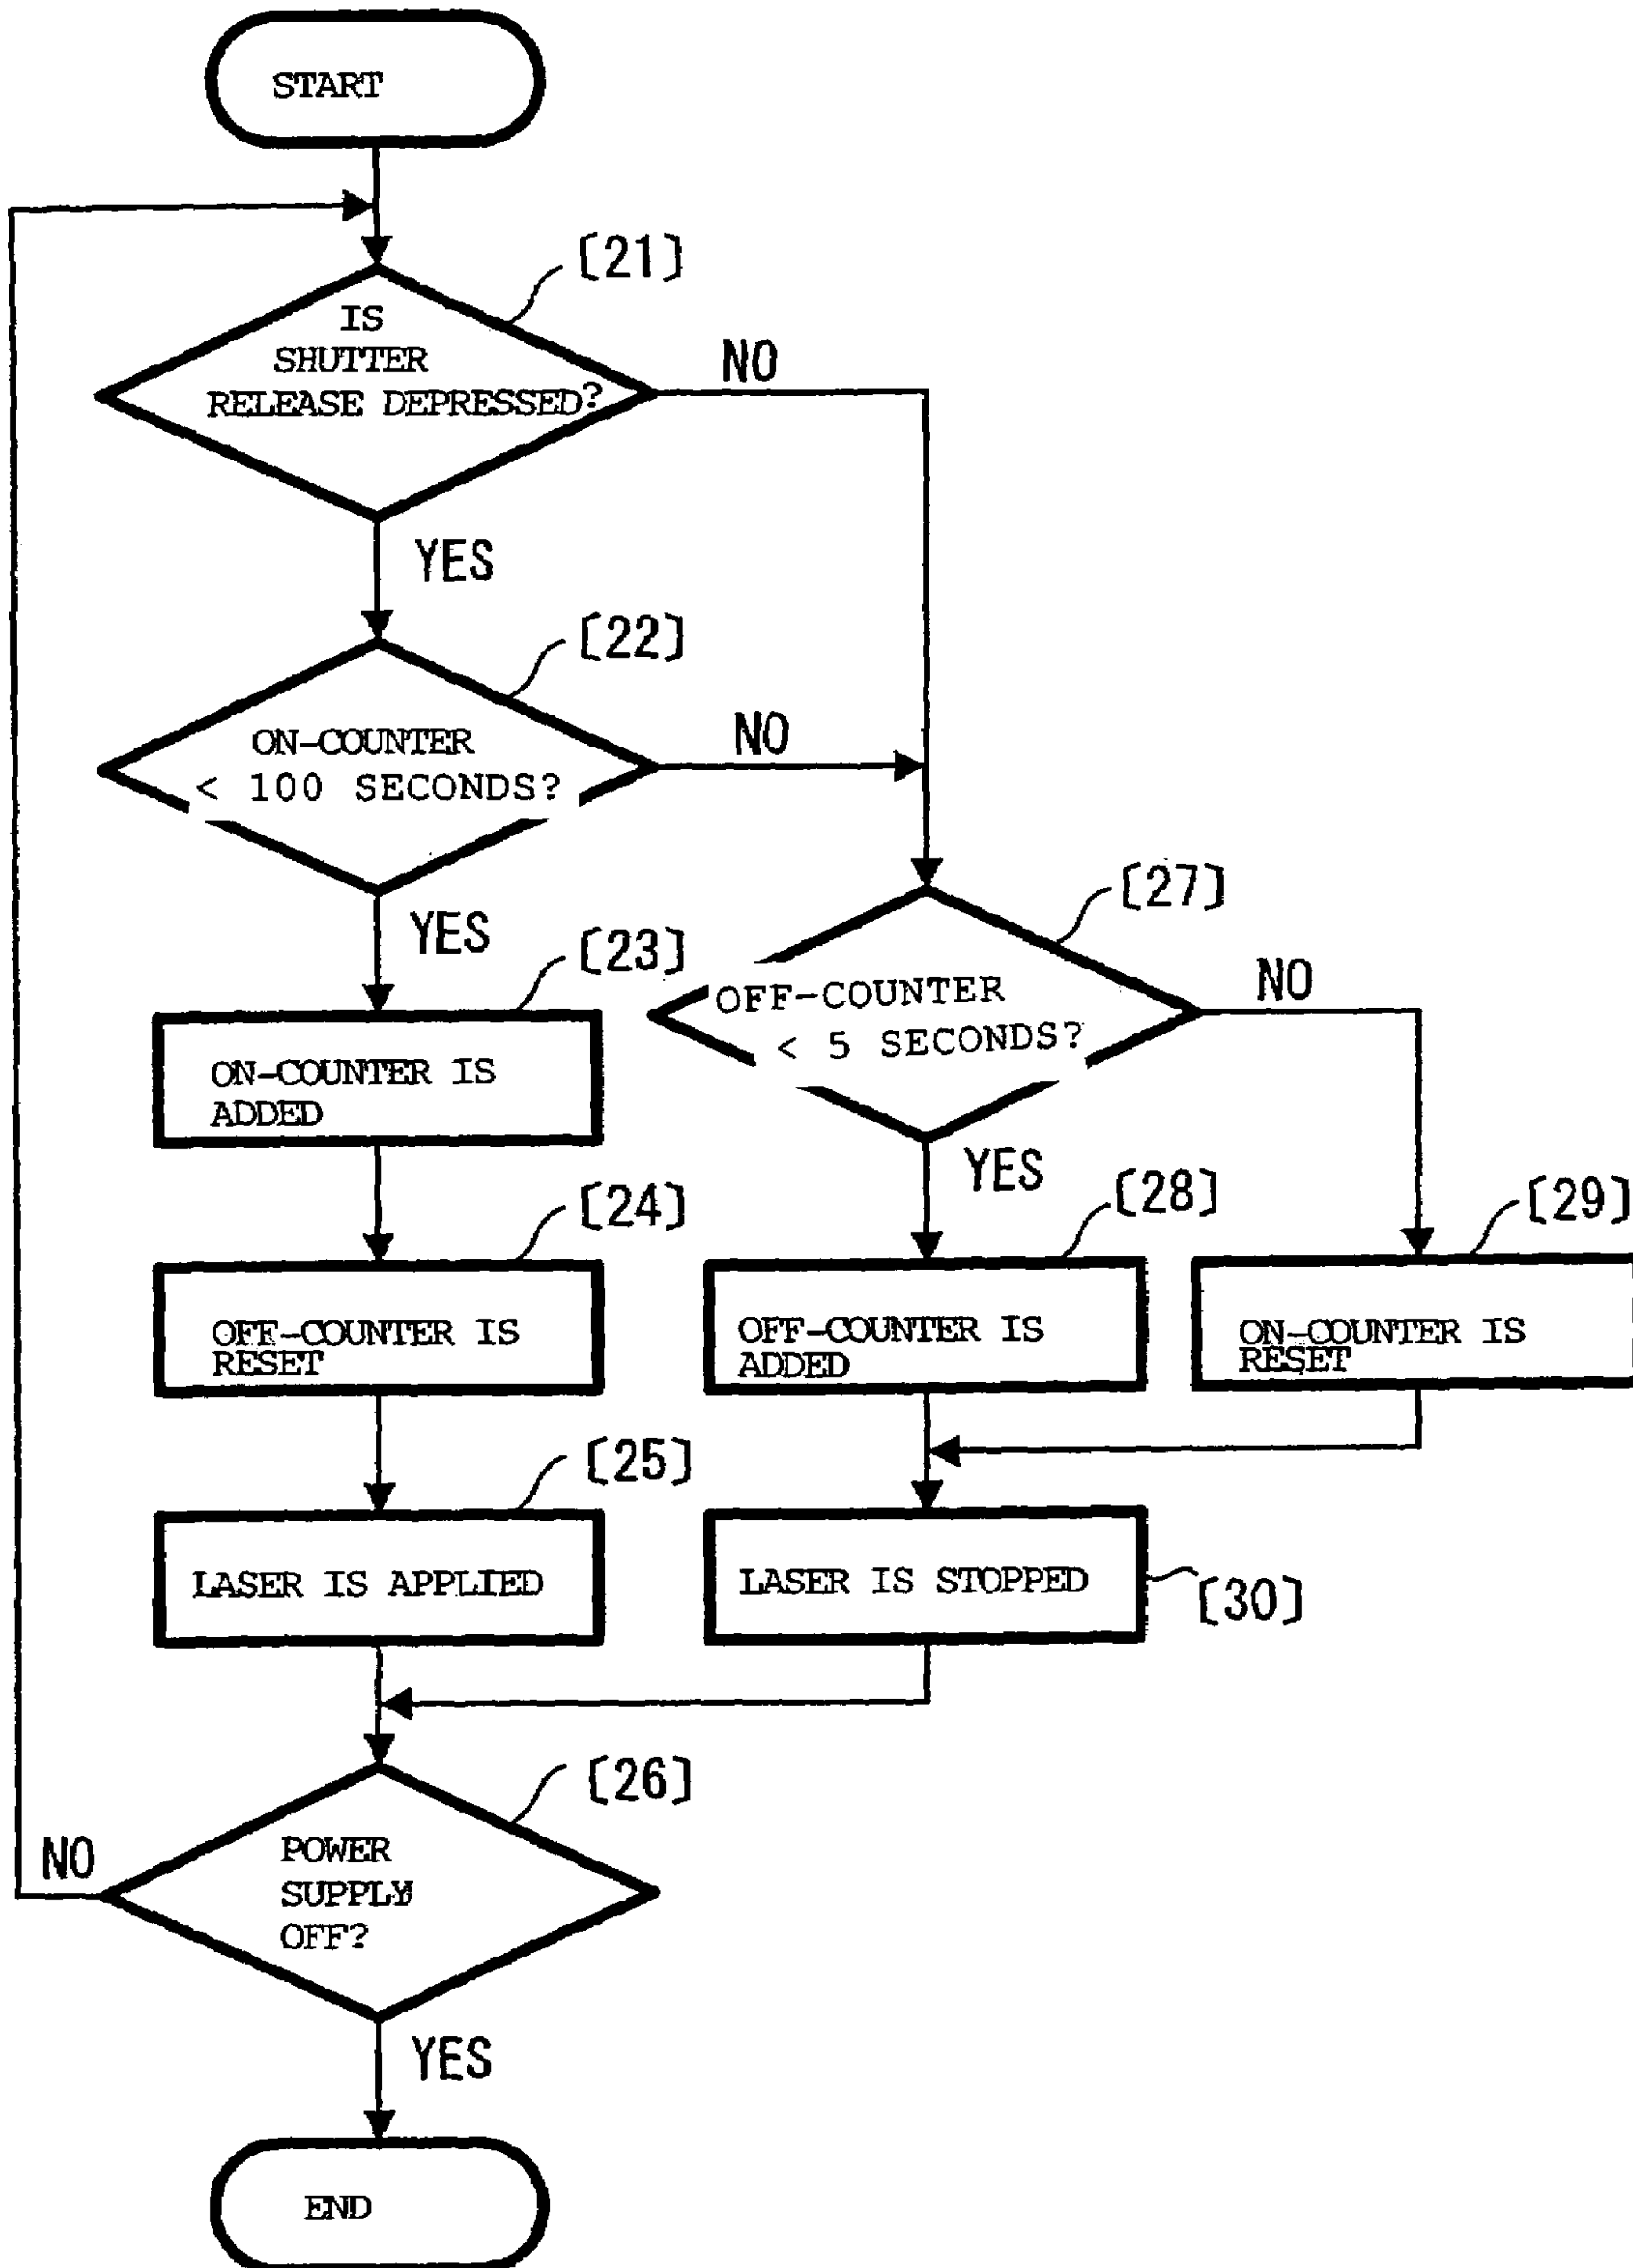 START
[21]
IS
SHUTTER
RELEASE DEPRESSED?
NO
YES
[22]
ON-COUNTER
< 100 SECONDS?
NO
YES
[23]
ON-COUNTER IS
ADDED
[24]
OFF-COUNTER IS
RESET
[25]
LASER IS APPLIED
[27]
OFF-COUNTER
< 5 SECONDS?
NO
YES
[28]
OFF-COUNTER IS
ADDED
[29]
ON-COUNTER IS
RESET
LASER IS STOPPED
[30]
[26]
POWER
SUPPLY
OFF?
NO
YES
END